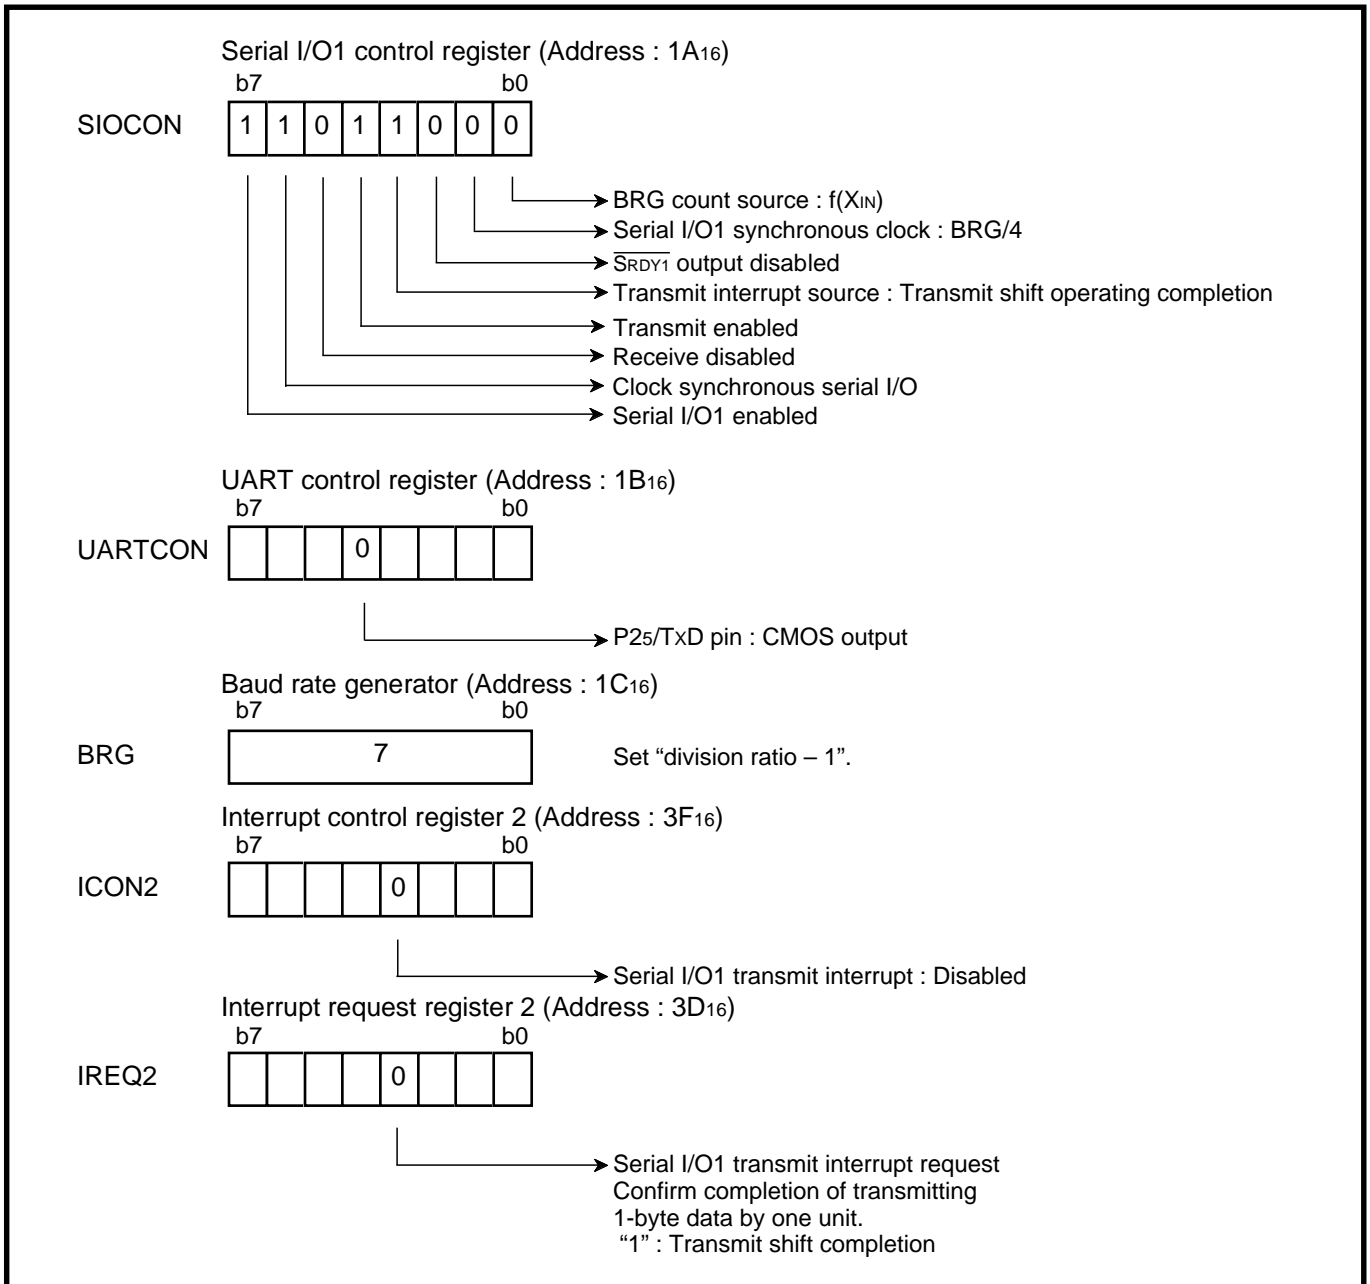 Serial I/O1 control register (Address : 1A16)
b7 b0
SIOCON 1 1 0 1 1 0 0 0
BRG count source : f(XIN)
Serial I/O1 synchronous clock : BRG/4
SRDY1 output disabled
Transmit interrupt source : Transmit shift operating completion
Transmit enabled
Receive disabled
Clock synchronous serial I/O
Serial I/O1 enabled
UART control register (Address : 1B16)
b7 b0
UARTCON 0
P25/TXD pin : CMOS output
Baud rate generator (Address : 1C16)
b7 b0
BRG 7 Set “division ratio – 1”.
Interrupt control register 2 (Address : 3F16)
b7 b0
ICON2 0
Serial I/O1 transmit interrupt : Disabled
Interrupt request register 2 (Address : 3D16)
b7 b0
IREQ2 0
Serial I/O1 transmit interrupt request
Confirm completion of transmitting
1-byte data by one unit.
“1” : Transmit shift completion